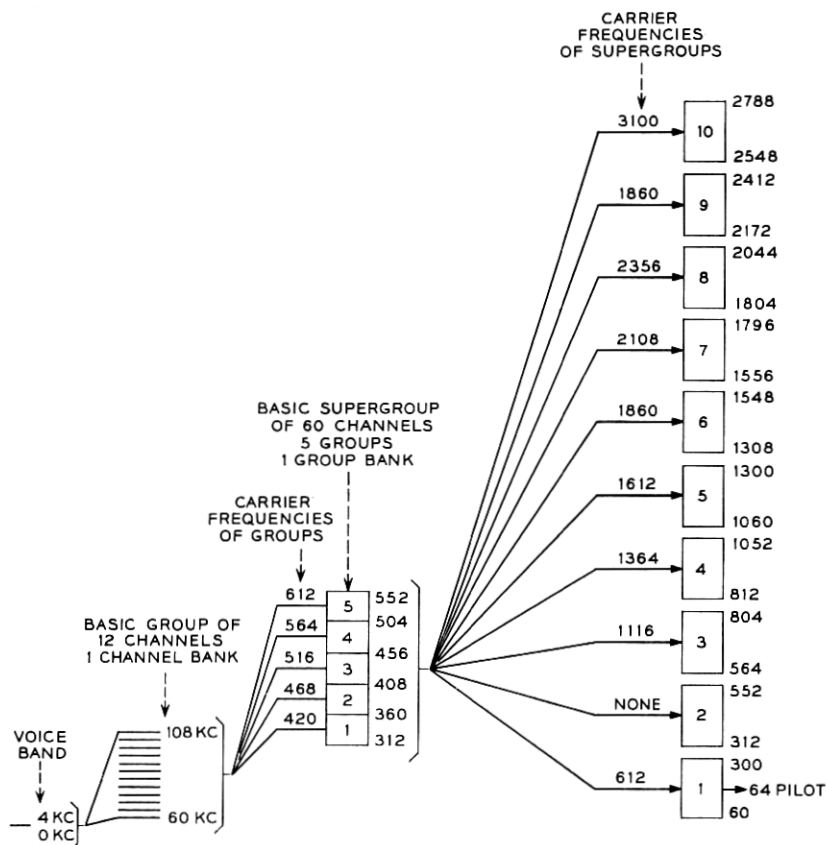 CARRIER
FREQUENCIES
OF SUPERGROUPS
3100
10
2788
2548
1860
9
2412
2172
2356
8
2044
1804
2108
7
1796
1556
1860
6
1548
1308
1612
5
1300
1060
1364
4
1052
812
1116
3
804
564
NONE
2
552
312
612
1
300
64 PILOT
60
BASIC SUPERGROUP
OF 60 CHANNELS
5 GROUPS
1 GROUP BANK
CARRIER
FREQUENCIES
OF GROUPS
612
5
552
564
4
504
516
3
456
468
2
408
420
1
360
312
BASIC GROUP OF
12 CHANNELS
1 CHANNEL BANK
108 KC
60 KC
VOICE
BAND
4 KC
0 KC